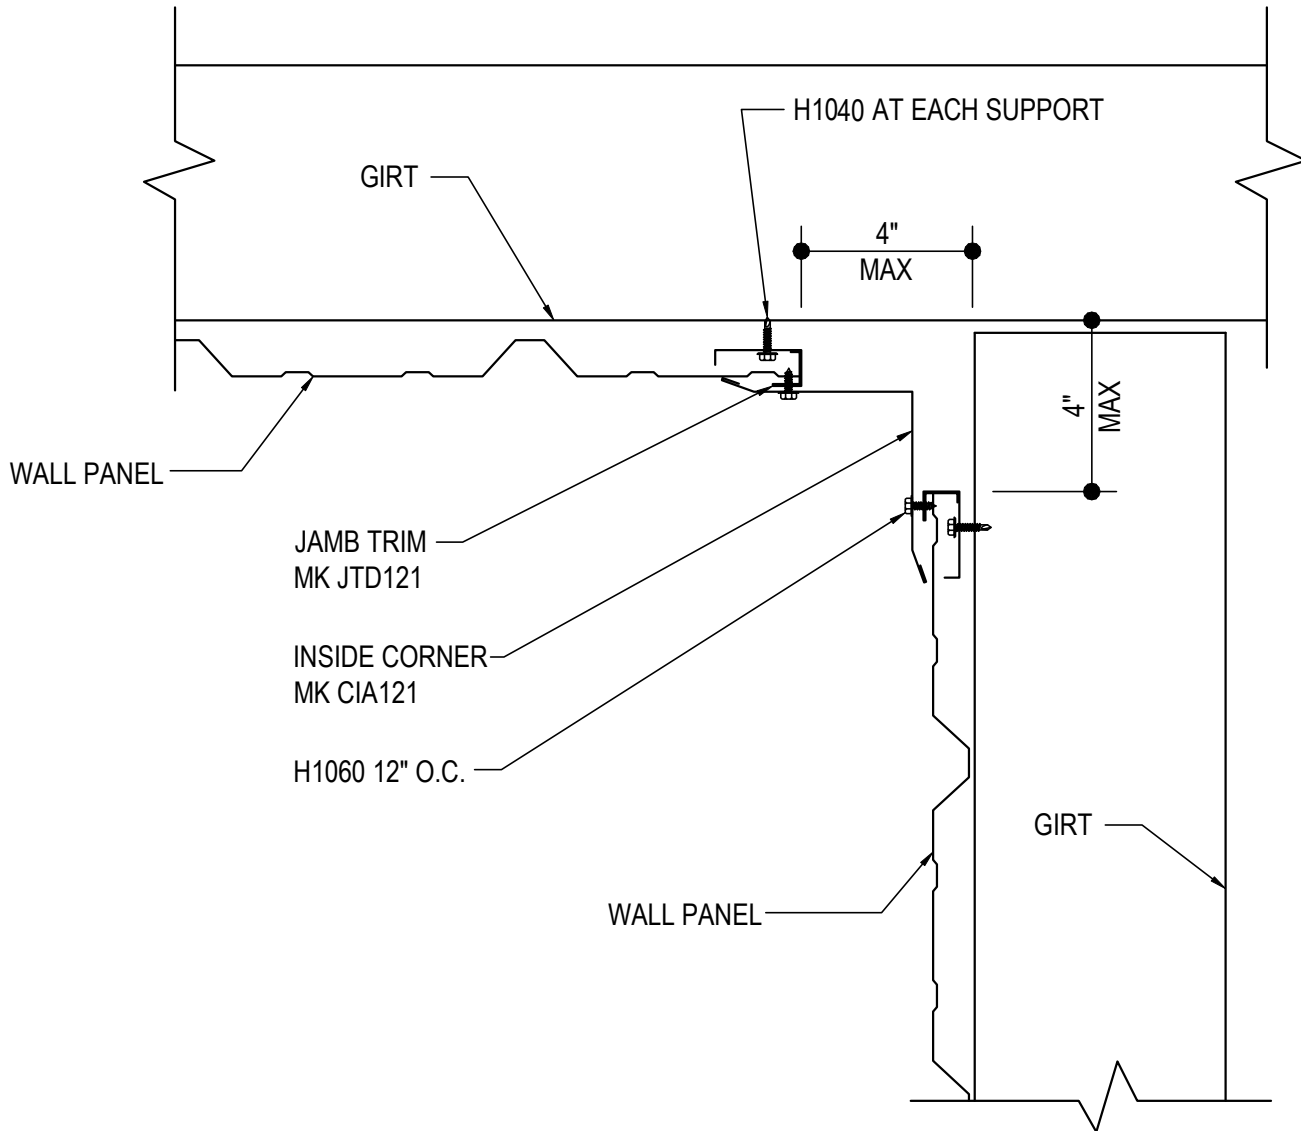 H1040 AT EACH SUPPORT
GIRT
4"
MAX
4"
MAX
WALL PANEL
JAMB TRIM
MK JTD121
INSIDE CORNER
MK CIA121
H1060 12" O.C.
GIRT
WALL PANEL